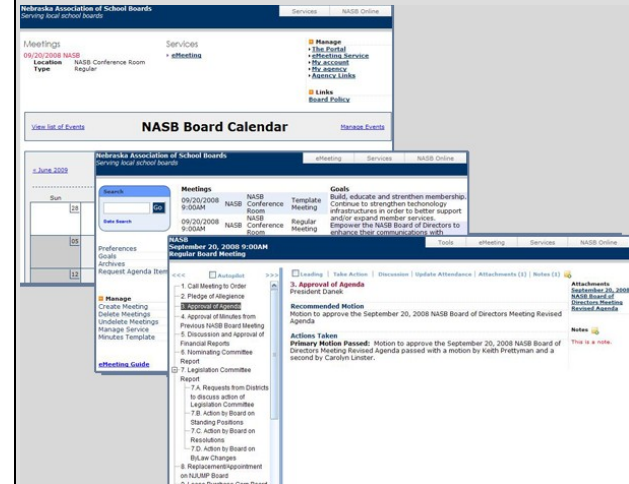 Nebraska Association of School Boards
Serving local school boards
Services
NASB Online
Meetings
09/20/2008 NASB
Location NASB Conference Room
Type Regular
Services
• eMeeting
Manage
• The Portal
• eMeeting Service
• My account
• My agency
• Agency Links
Links
Board Policy
View list of Events
NASB Board Calendar
Manage Events
< June 2009
Sun
28
05
12
Nebraska Association of School Boards
Serving local school boards
eMeeting
Services
NASB Online
Search
Go
Date Search
Preferences
Goals
Archives
Request Agenda Item
Manage
Create Meeting
Delete Meetings
Undelete Meetings
Manage Service
Minutes Template
eMeeting Guide
Meetings
09/20/2008 9:00AM NASB NASB Conference Room Template Meeting
09/20/2008 9:00AM NASB NASB Conference Room Regular Meeting
Goals
Build, educate and strenthen membership.
Continue to strengthen techonology
infrastructures in order to better support
and/or expand member services.
Empower the NASB Board of Directors to
enhance their communications with
NASB
September 20, 2008 9:00AM
Regular Board Meeting
Tools
eMeeting
Services
NASB Online
<<< Autopilot >>>
1. Call Meeting to Order
2. Pledge of Allegience
3. Approval of Agenda
4. Approval of Minutes from
Previous NASB Board Meeting
5. Discussion and Approval of
Financial Reports
6. Nominating Committee
Report
7. Legislation Committee
Report
7.A. Requests from Districts
to discuss action of
Legislation Committee
7.B. Action by Board on
Standing Positions
7.C. Action by Board on
Resolutions
7.D. Action by Board on
ByLaw Changes
8. Replacement/Appointment
on NJUMP Board
Leading | Take Action | Discussion | Update Attendance | Attachments (1) | Notes (1)
3. Approval of Agenda
President Danek
Recommended Motion
Motion to approve the September 20, 2008 NASB Board of Directors Meeting Revised
Agenda
Actions Taken
Primary Motion Passed: Motion to approve the September 20, 2008 NASB Board of
Directors Meeting Revised Agenda passed with a motion by Keith Prettyman and a
second by Carolyn Linster.
Attachments
September 20, 2008
NASB Board of
Directors Meeting
Revised Agenda
Notes
This is a note.